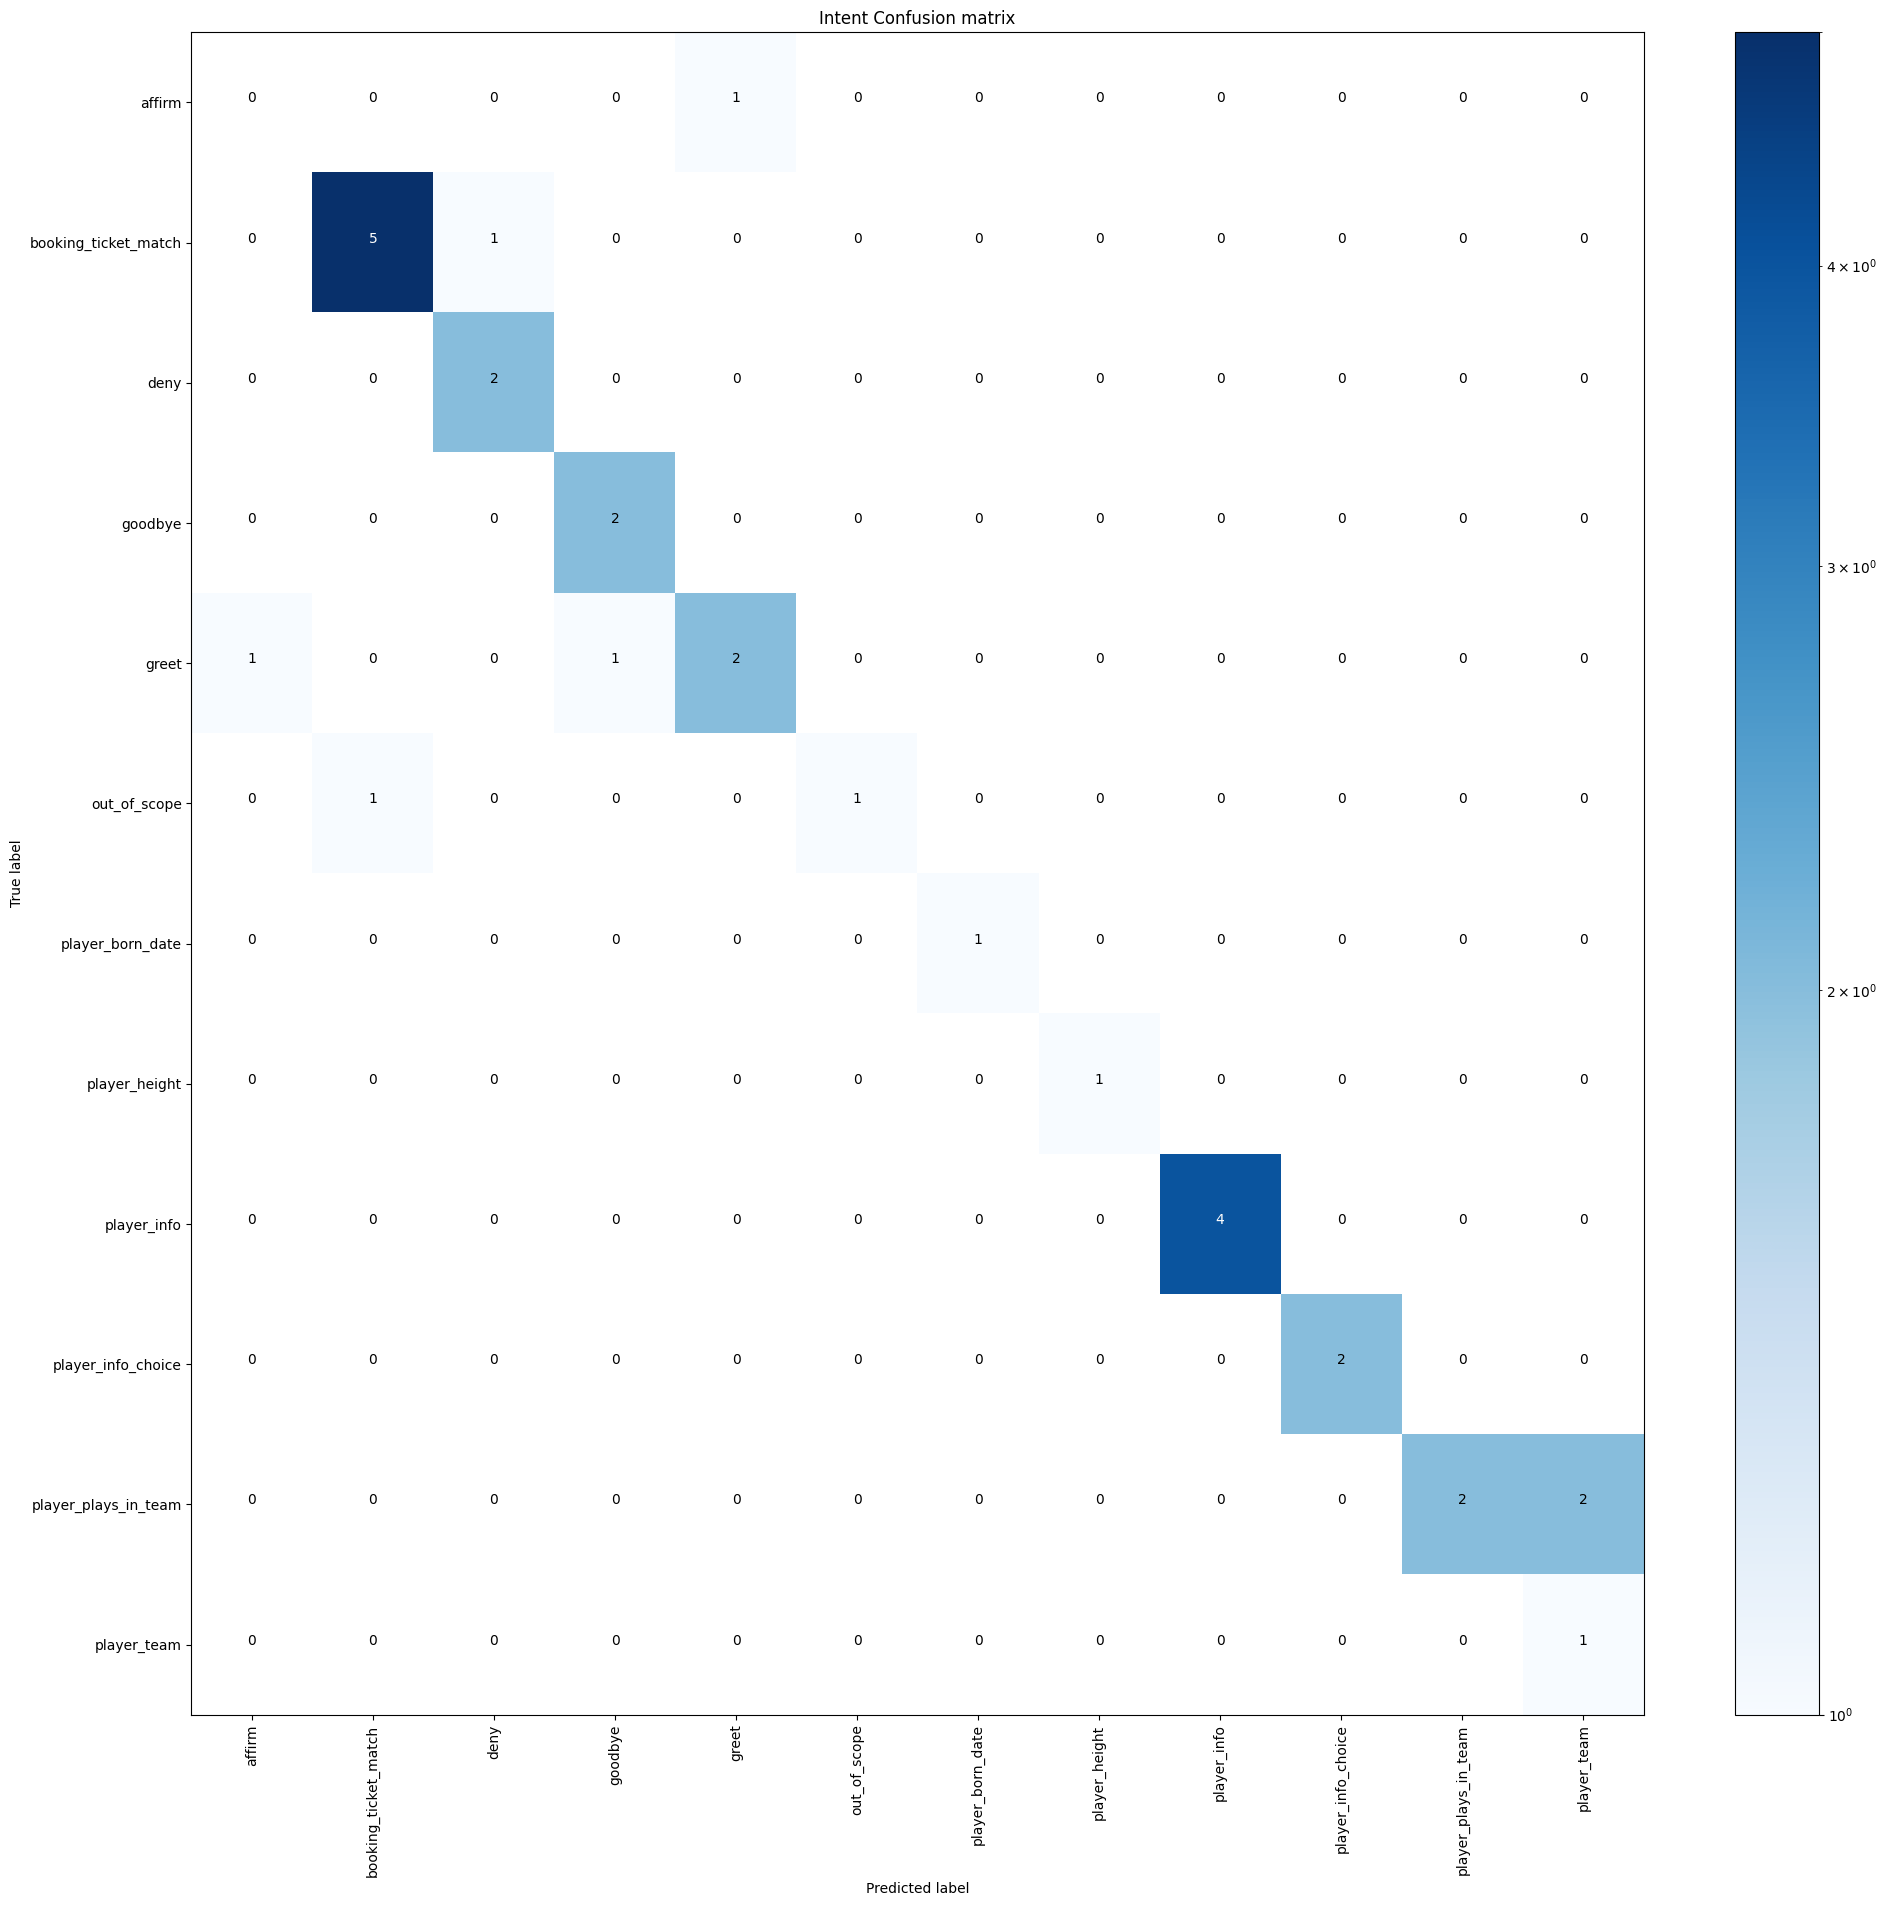 Intent Confusion matrix
affirm 0 0 0 0 1 0 0 0 0 0 0 0
booking_ticket_match 0 5 1 0 0 0 0 0 0 0 0 0
4 × 10⁰
deny 0 0 2 0 0 0 0 0 0 0 0 0
goodbye 0 0 0 2 0 0 0 0 0 0 0 0
3 × 10⁰
greet 1 0 0 1 2 0 0 0 0 0 0 0
out_of_scope 0 1 0 0 0 1 0 0 0 0 0 0
True label
player_born_date 0 0 0 0 0 0 1 0 0 0 0 0
2 × 10⁰
player_height 0 0 0 0 0 0 0 1 0 0 0 0
player_info 0 0 0 0 0 0 0 0 4 0 0 0
player_info_choice 0 0 0 0 0 0 0 0 0 2 0 0
player_plays_in_team 0 0 0 0 0 0 0 0 0 0 2 2
player_team 0 0 0 0 0 0 0 0 0 0 0 1
10⁰
affirm
booking_ticket_match
deny
goodbye
greet
out_of_scope
player_born_date
player_height
player_info
player_info_choice
player_plays_in_team
player_team
Predicted label